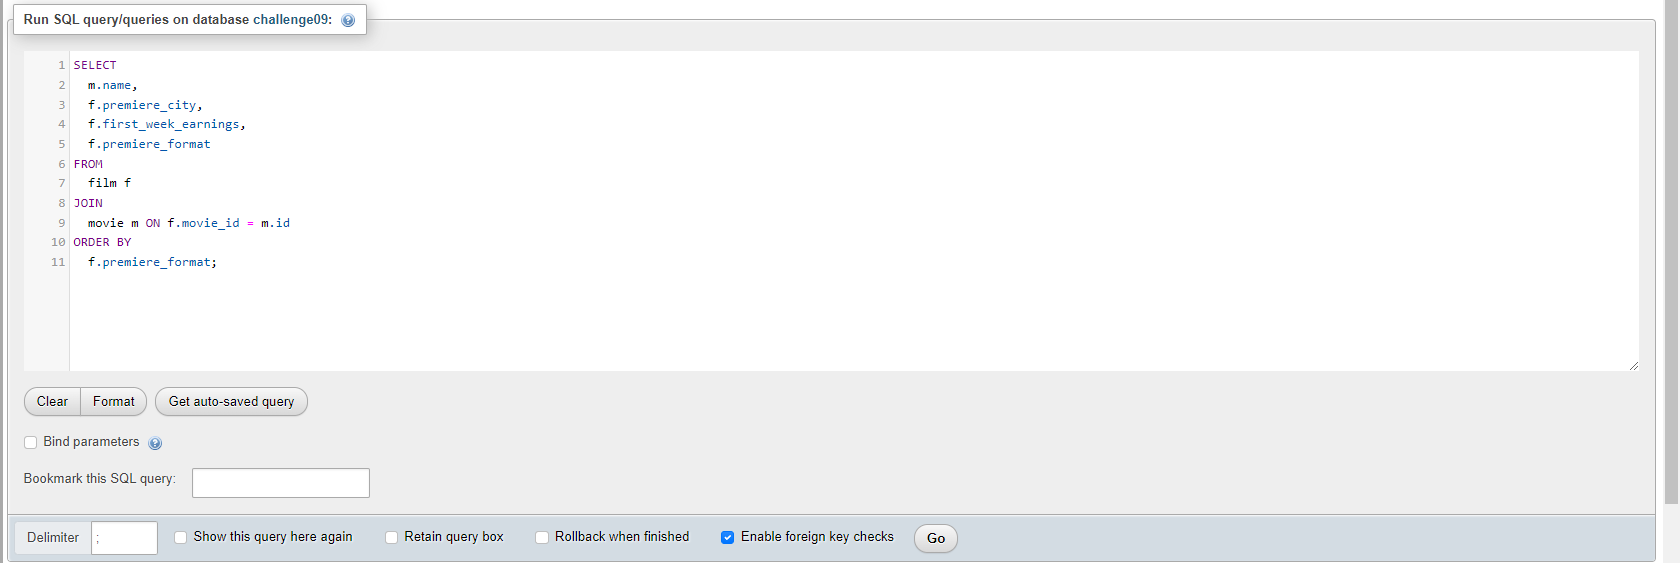 Run SQL query/queries on database challenge09:
1 SELECT
2 m.name,
3 f.premiere_city,
4 f.first_week_earnings,
5 f.premiere_format
6 FROM
7 film f
8 JOIN
9 movie m ON f.movie_id = m.id
10 ORDER BY
11 f.premiere_format;
Clear Format Get auto-saved query
Bind parameters
Bookmark this SQL query:
Delimiter ; Show this query here again Retain query box Rollback when finished Enable foreign key checks Go